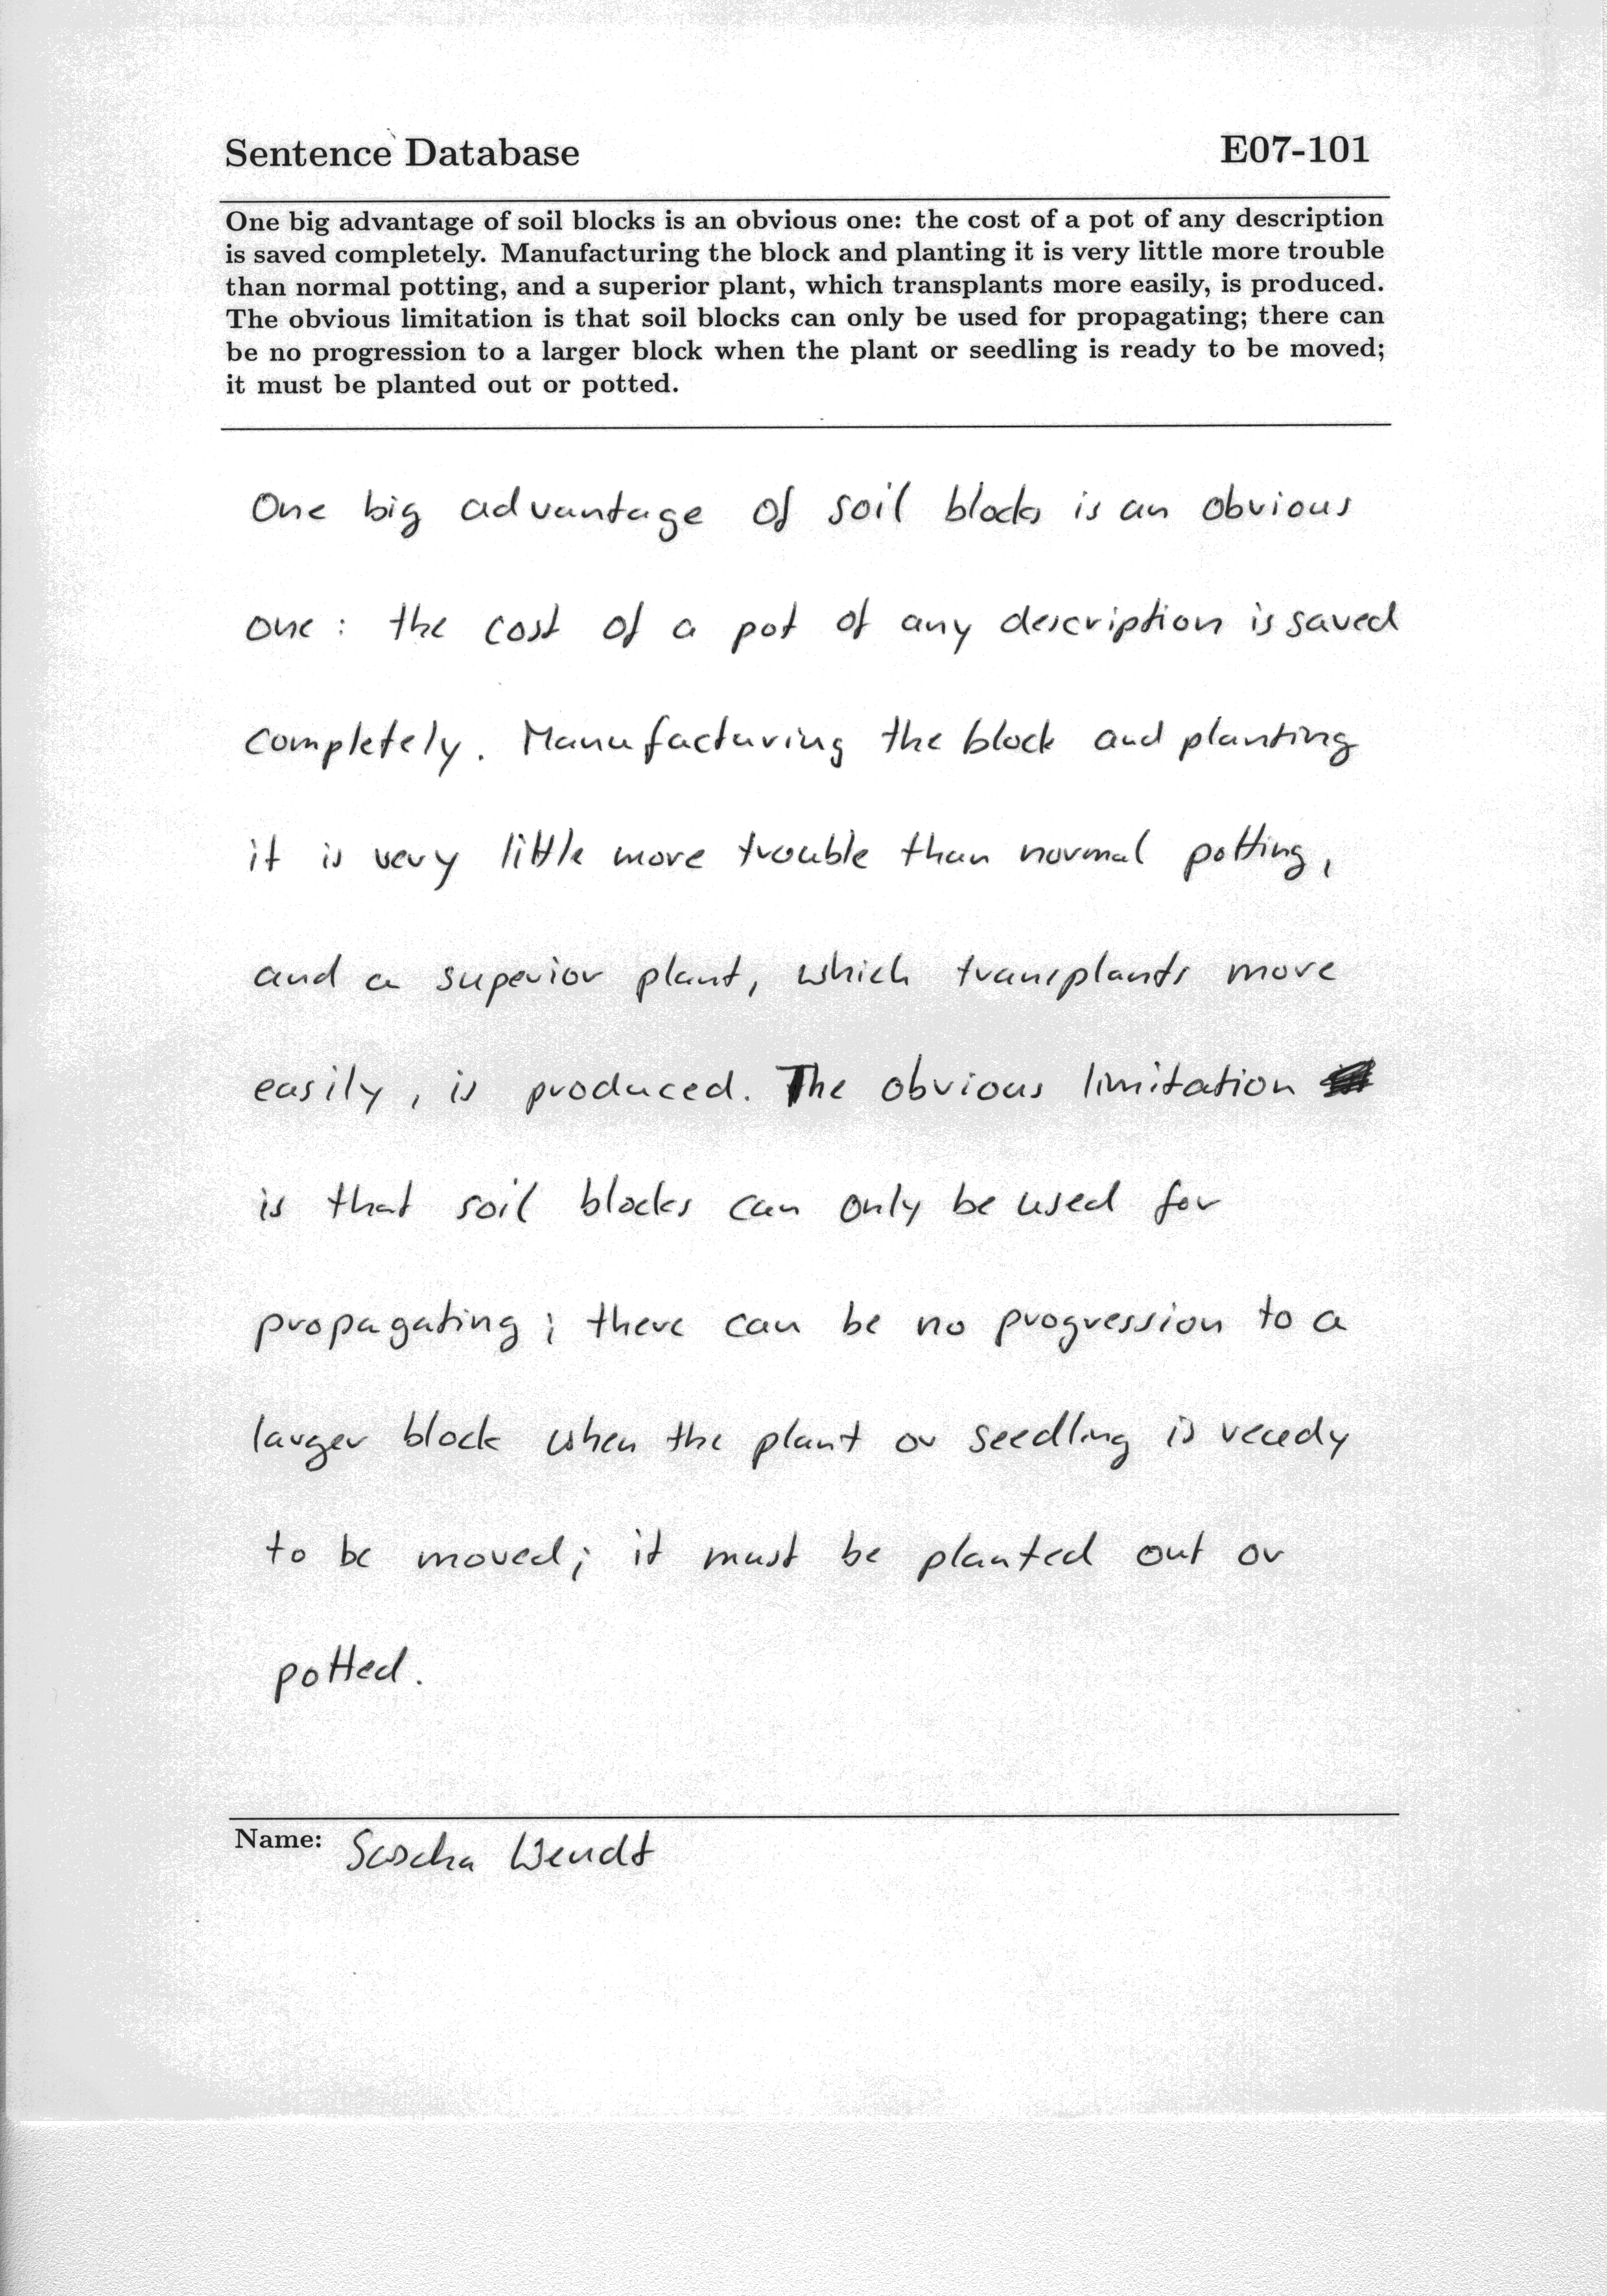 Sentence Database E07-101
One big advantage of soil blocks is an obvious one: the cost of a pot of any description
is saved completely. Manufacturing the block and planting it is very little more trouble
than normal potting, and a superior plant, which transplants more easily, is produced.
The obvious limitation is that soil blocks can only be used for propagating; there can
be no progression to a larger block when the plant or seedling is ready to be moved;
it must be planted out or potted.
One big advantage of soil blocks is an obvious
one: the cost of a pot of any description is saved
completely. Manufacturing the block and planting
it is very little more trouble than normal potting,
and a superior plant, which transplants more
easily, is produced. The obvious limitation
is that soil blocks can only be used for
propagating; there can be no progression to a
larger block when the plant or seedling is ready
to be moved; it must be planted out or
potted.
Name: Sascha Wendt